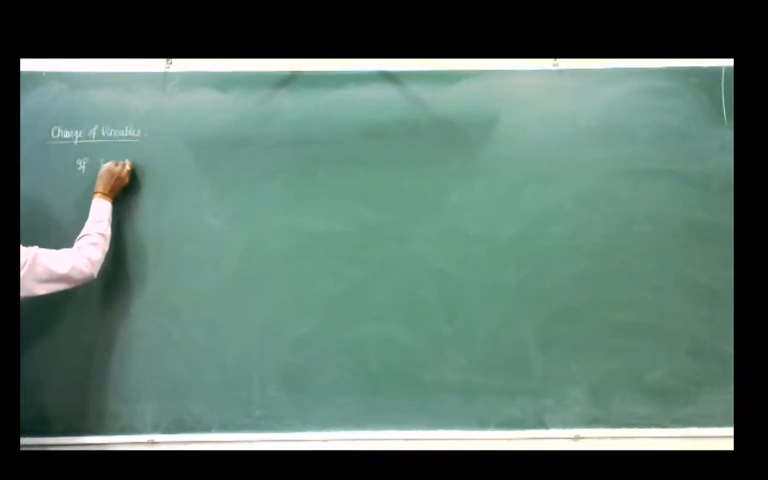 Change of Variables :
If